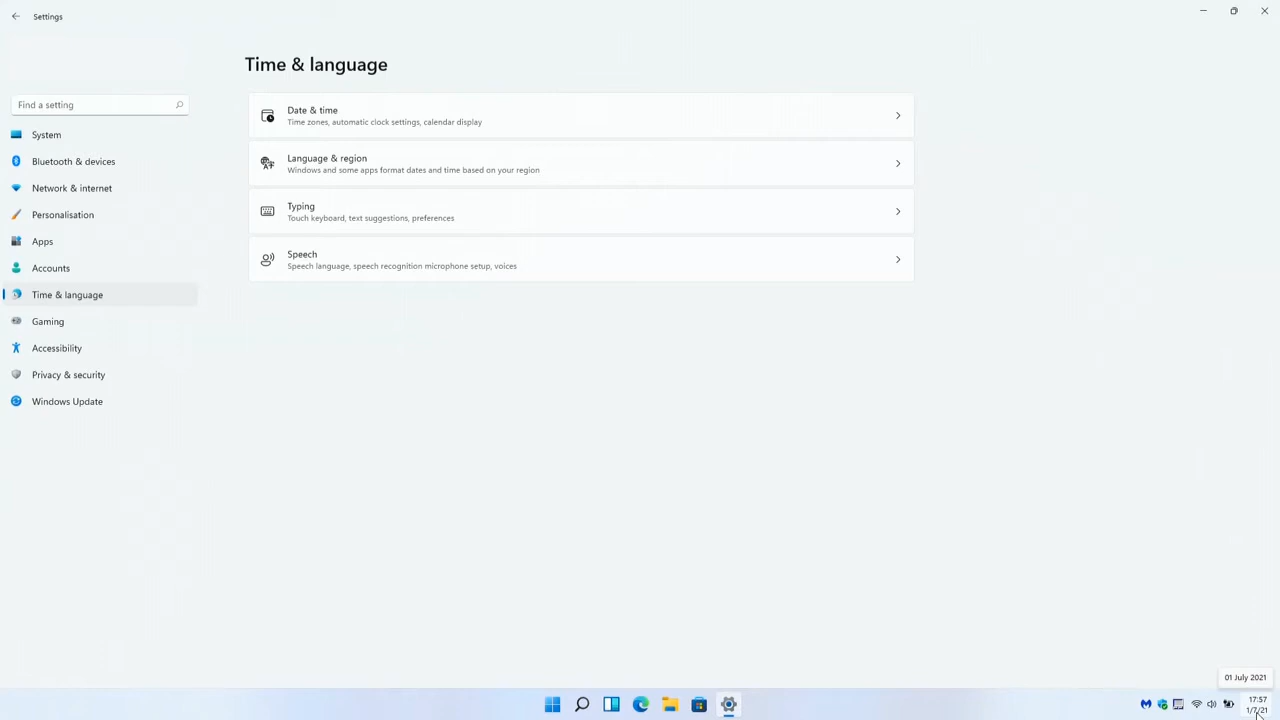 Settings
Time & language
Find a setting
System
Bluetooth & devices
Network & internet
Personalisation
Apps
Accounts
Time & language
Gaming
Accessibility
Privacy & security
Windows Update
Date & time
Time zones, automatic clock settings, calendar display
Language & region
Windows and some apps format dates and time based on your region
Typing
Touch keyboard, text suggestions, preferences
Speech
Speech language, speech recognition microphone setup, voices
01 July 2021
17:57
1/7/21